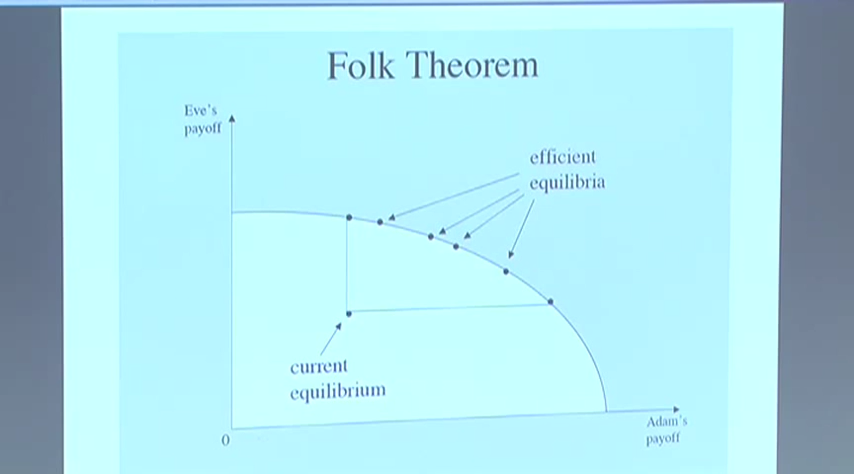 Folk Theorem
Eve's
payoff
efficient
equilibria
current
equilibrium
0
Adam's
payoff